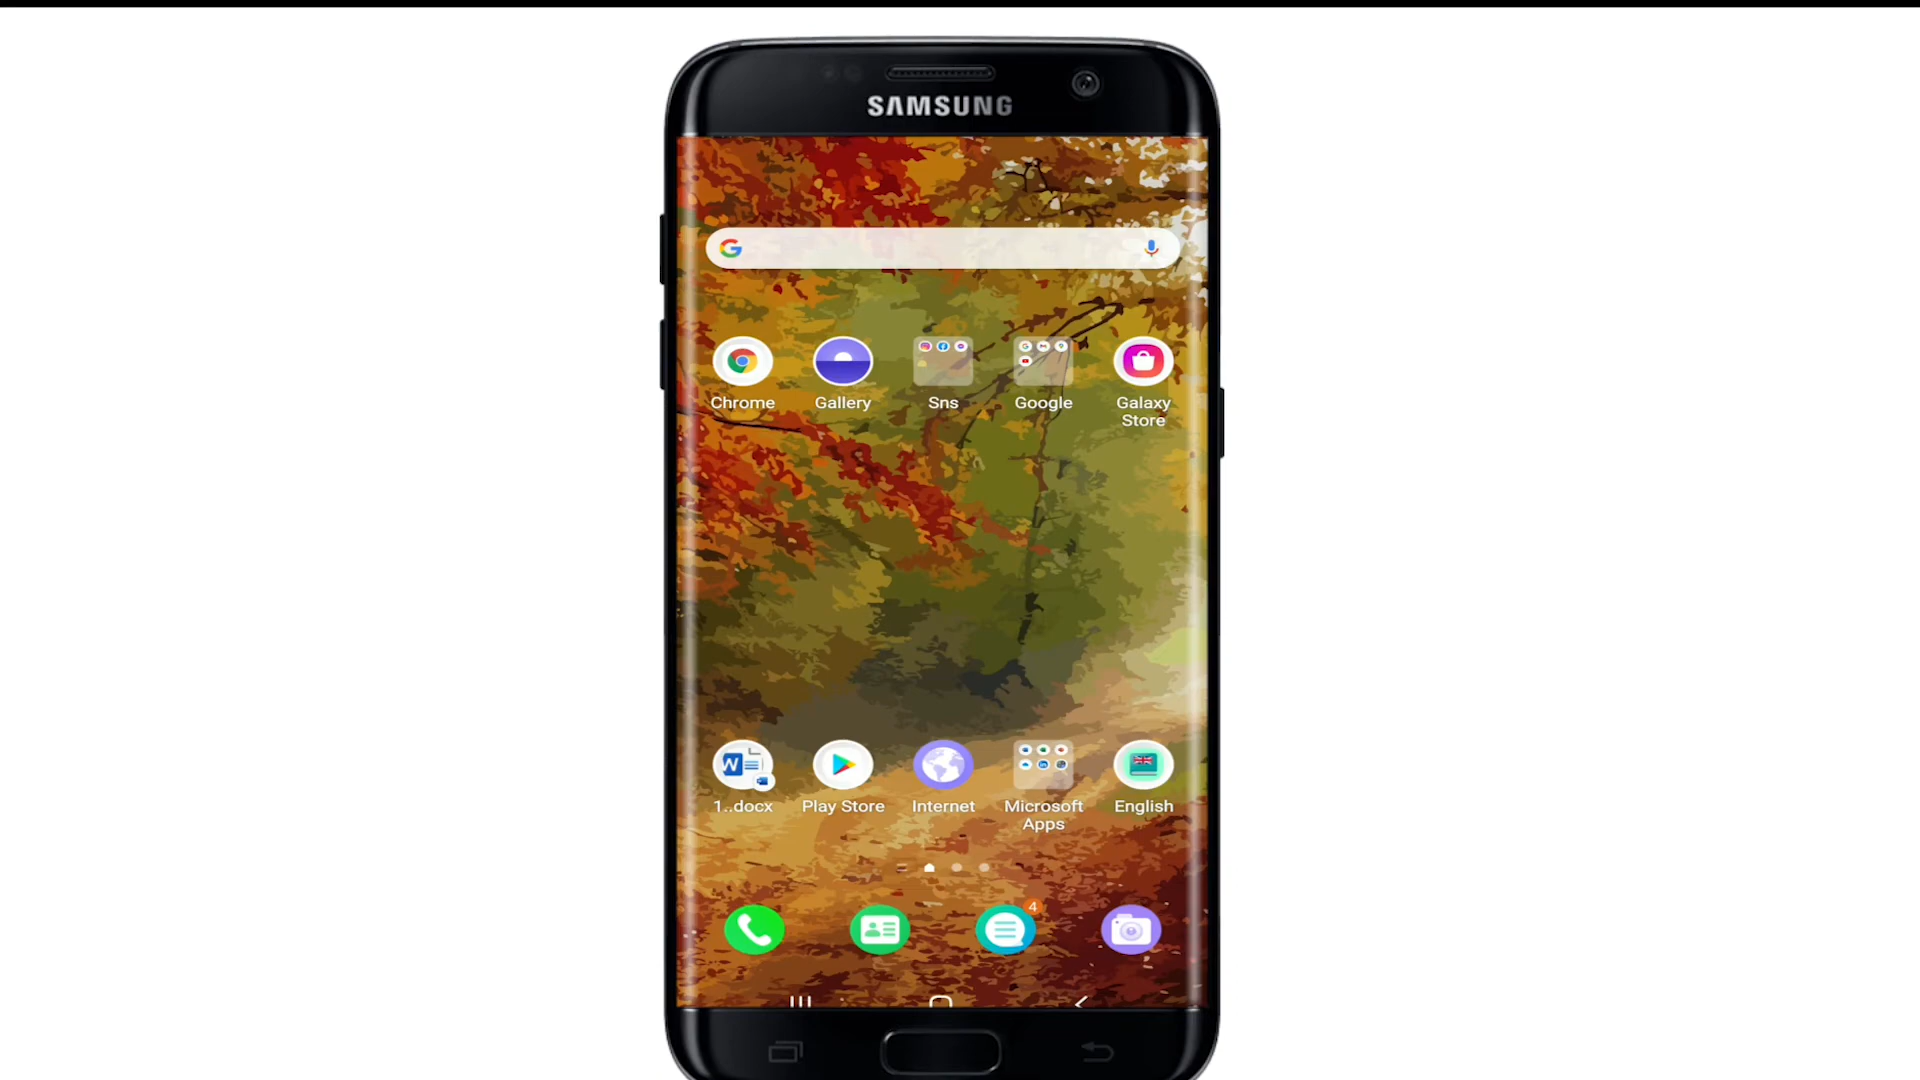 SAMSUNG
Chrome
Gallery
Sns
Google
Galaxy
Store
1..docx
Play Store
Internet
Microsoft
Apps
English
4